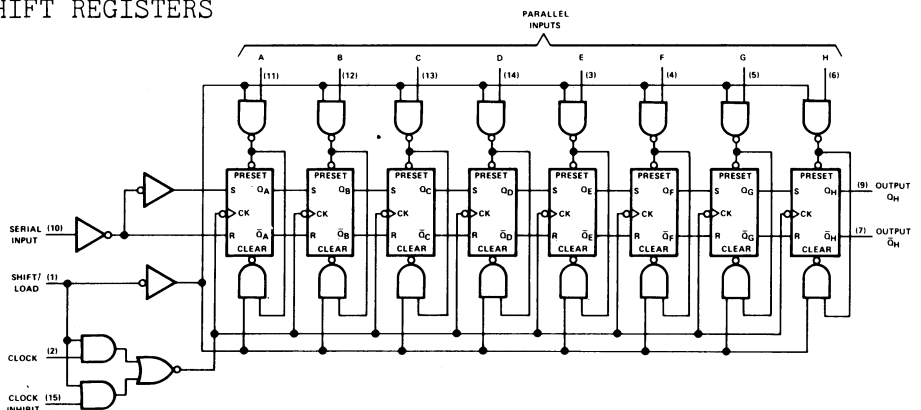 HIFT REGISTERS
PARALLEL
INPUTS
A B C D E F G H
(11) (12) (13) (14) (3) (4) (5) (6)
PRESET PRESET PRESET PRESET PRESET PRESET PRESET PRESET
S QA S QB S QC S QD S QE S QF S QG S QH (9) OUTPUT
QH
CK CK CK CK CK CK CK CK
SERIAL (10)
INPUT
R Q̄A R Q̄B R Q̄C R Q̄D R Q̄E R Q̄F R Q̄G R Q̄H (7) OUTPUT
Q̄H
CLEAR CLEAR CLEAR CLEAR CLEAR CLEAR CLEAR CLEAR
SHIFT/ (1)
LOAD
CLOCK (2)
CLOCK (15)
INHIBIT